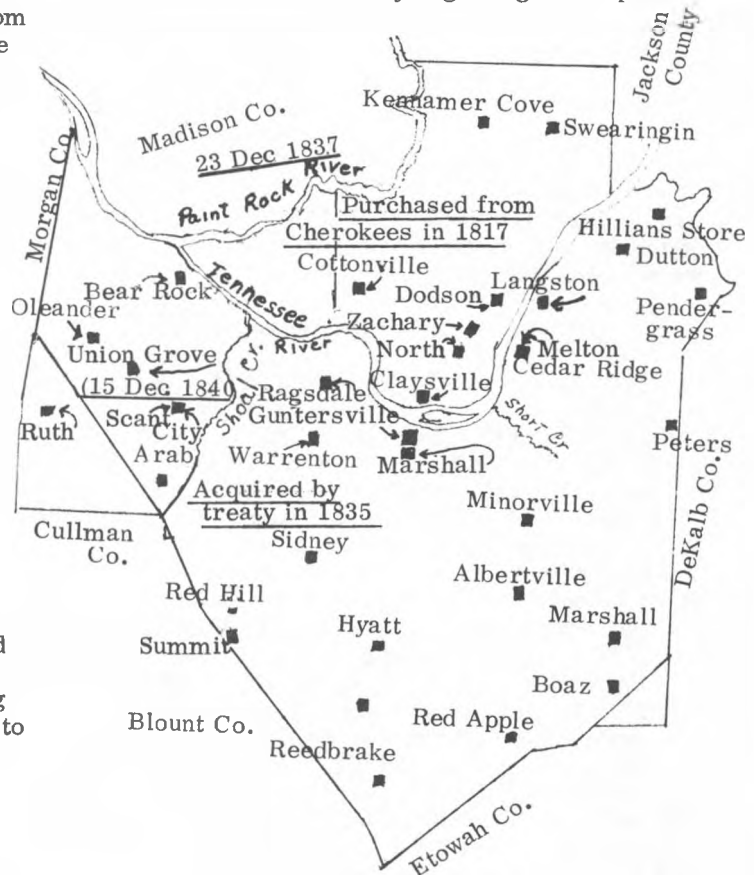 om
e
Jackson
County
Kennamer Cove
Swearingin
Madison Co.
23 Dec 1837
Morgan Co.
Paint Rock River
Purchased from
Cherokees in 1817
Hillians Store
Dutton
Cottonville
Langston
Bear Rock
Tennessee
River
Dodson
Pender-
grass
Oleander
Zachary
North
Melton
Cedar Ridge
Union Grove
(15 Dec 1840)
Shoal Cr.
Ragsdale
Claysville
Short Cr
Ruth
Scant
City
Guntersville
Arab
Warrenton
Marshall
Peters
Acquired by
treaty in 1835
Minorville
Cullman
Co.
Sidney
DeKalb Co.
Albertville
Red Hill
Hyatt
Marshall
d
Summit
Boaz
g
to
Blount Co.
Red Apple
Reedbrake
Etowah Co.